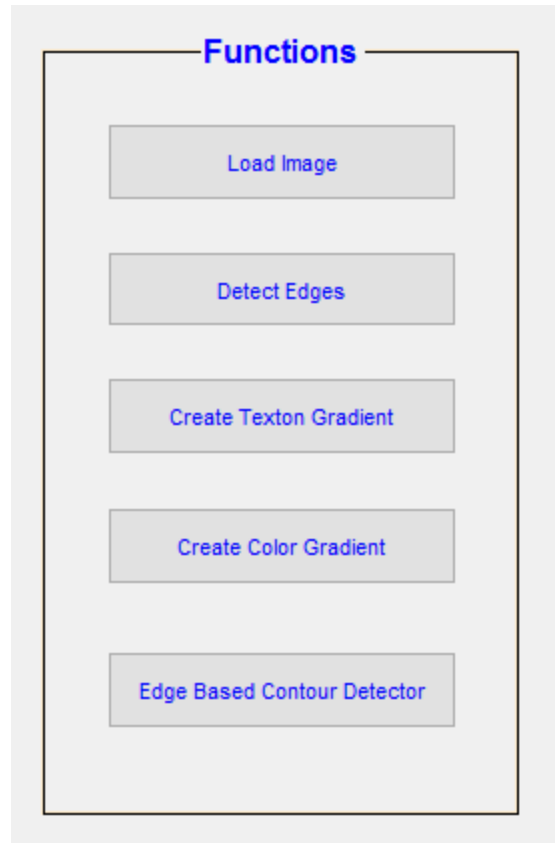 Functions
Load Image
Detect Edges
Create Texton Gradient
Create Color Gradient
Edge Based Contour Detector